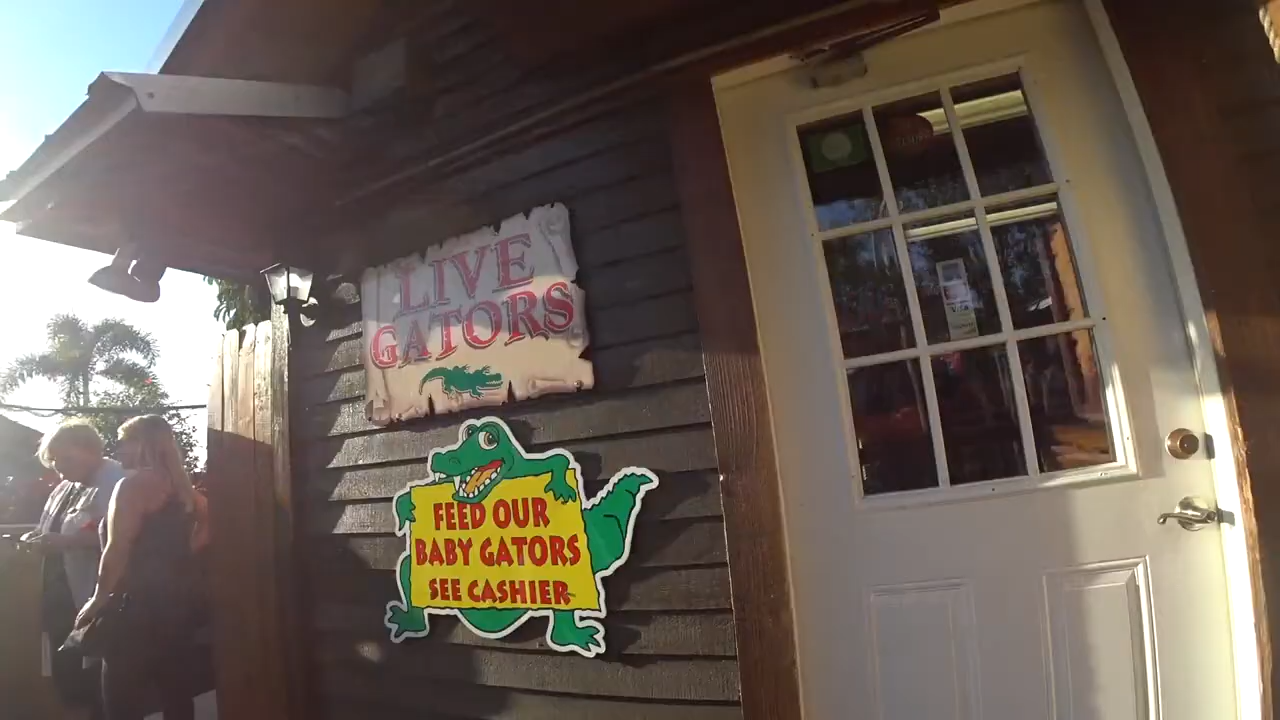 LIVE
GATORS
FEED OUR
BABY GATORS
SEE CASHIER